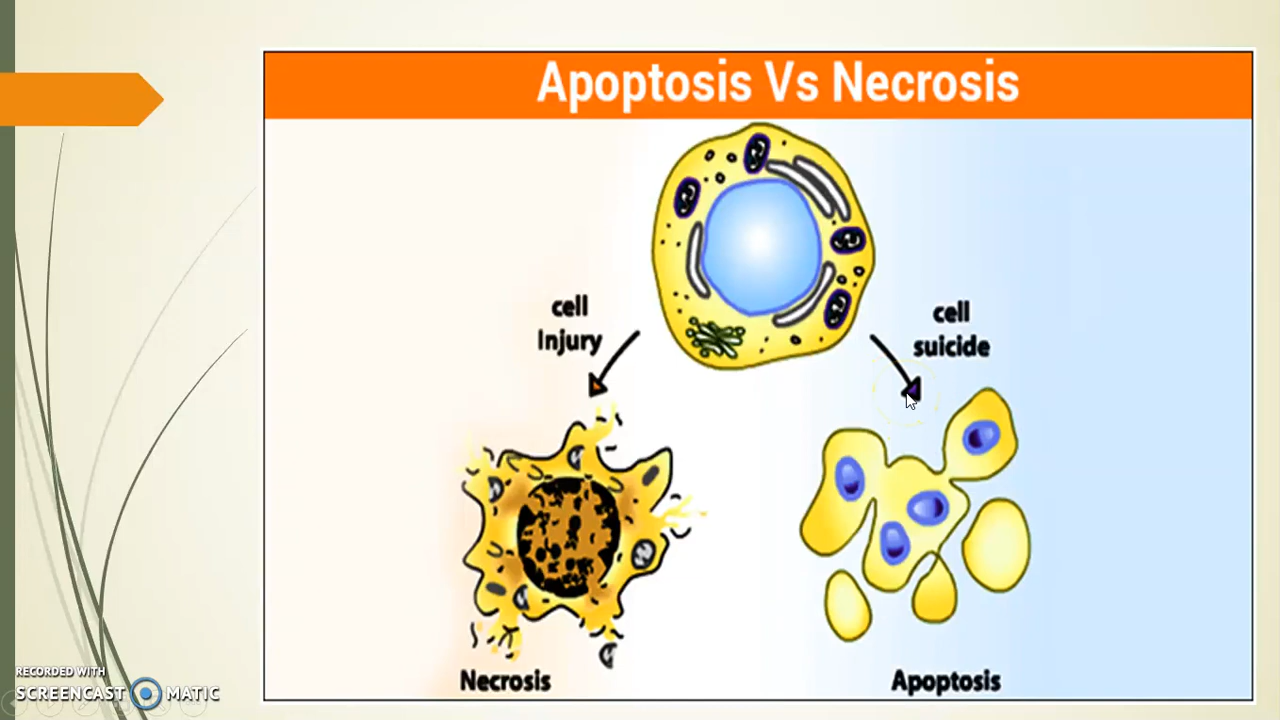 Apoptosis Vs Necrosis
cell
Injury
cell
suicide
Necrosis
Apoptosis
RECORDED WITH
SCREENCAST MATIC